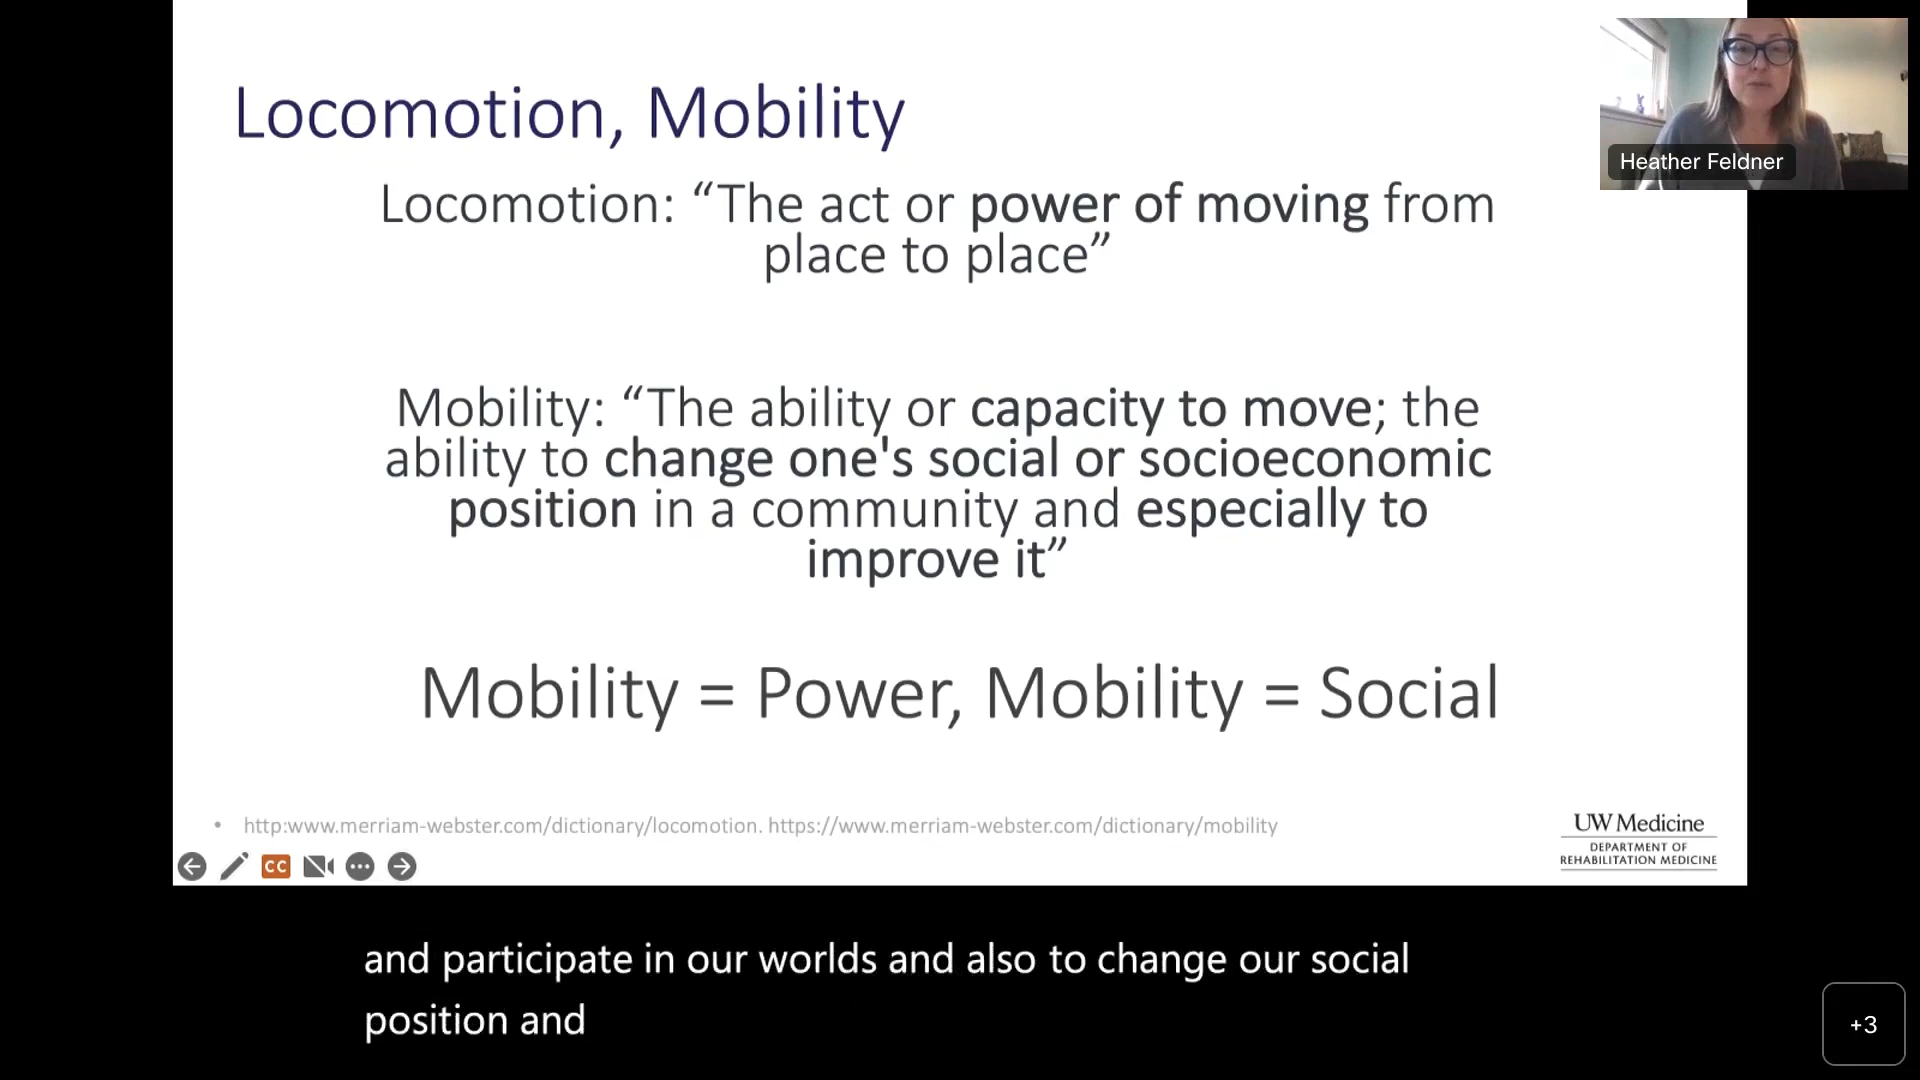 Locomotion, Mobility
Heather Feldner
Locomotion: “The act or power of moving from
place to place”
Mobility: “The ability or capacity to move; the
ability to change one's social or socioeconomic
position in a community and especially to
improve it”
Mobility = Power, Mobility = Social
• http:www.merriam-webster.com/dictionary/locomotion. https://www.merriam-webster.com/dictionary/mobility
UW Medicine
DEPARTMENT OF
REHABILITATION MEDICINE
CC
and participate in our worlds and also to change our social
position and
+3